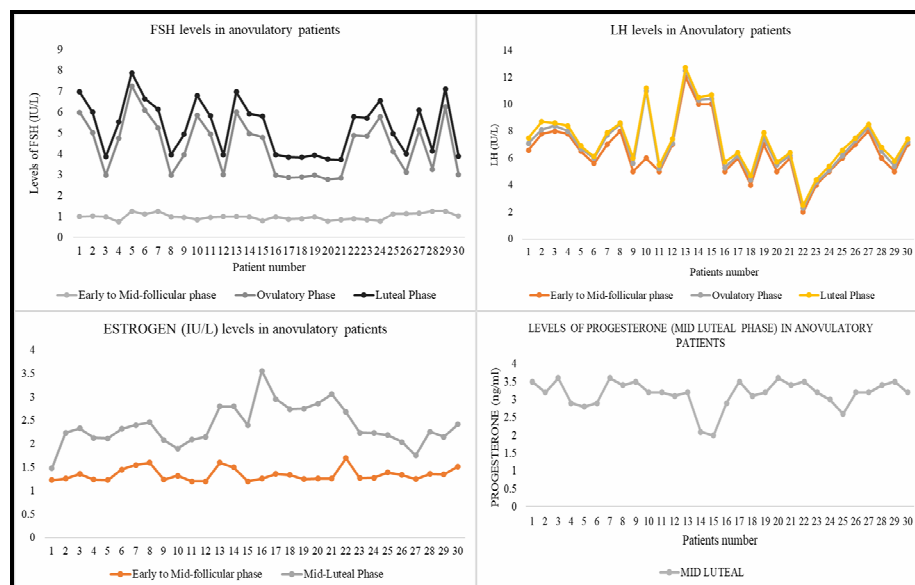 FSH levels in anovulatory patients
9
8
7
6
5
4
3
2
1
0
Levels of FSH (IU/L)
1 2 3 4 5 6 7 8 9 10 11 12 13 14 15 16 17 18 19 20 21 22 23 24 25 26 27 28 29 30
Patient number
Early to Mid-follicular phase Ovulatory Phase Luteal Phase
LH levels in Anovulatory patients
14
12
10
8
6
4
2
0
LH (IU/L)
1 2 3 4 5 6 7 8 9 10 11 12 13 14 15 16 17 18 19 20 21 22 23 24 25 26 27 28 29 30
Patients number
Early to Mid-follicular phase Ovulatory Phase Luteal Phase
ESTROGEN (IU/L) levels in anovulatory patients
4
3.5
3
2.5
2
1.5
1
0.5
0
1 2 3 4 5 6 7 8 9 10 11 12 13 14 15 16 17 18 19 20 21 22 23 24 25 26 27 28 29 30
Early to Mid-follicular phase Mid-Luteal Phase
LEVELS OF PROGESTERONE (MID LUTEAL PHASE) IN ANOVULATORY
PATIENTS
4
3.5
3
2.5
2
1.5
1
0.5
0
PROGESTERONE (ng/ml)
1 2 3 4 5 6 7 8 9 10 11 12 13 14 15 16 17 18 19 20 21 22 23 24 25 26 27 28 29 30
Patients number
MID LUTEAL